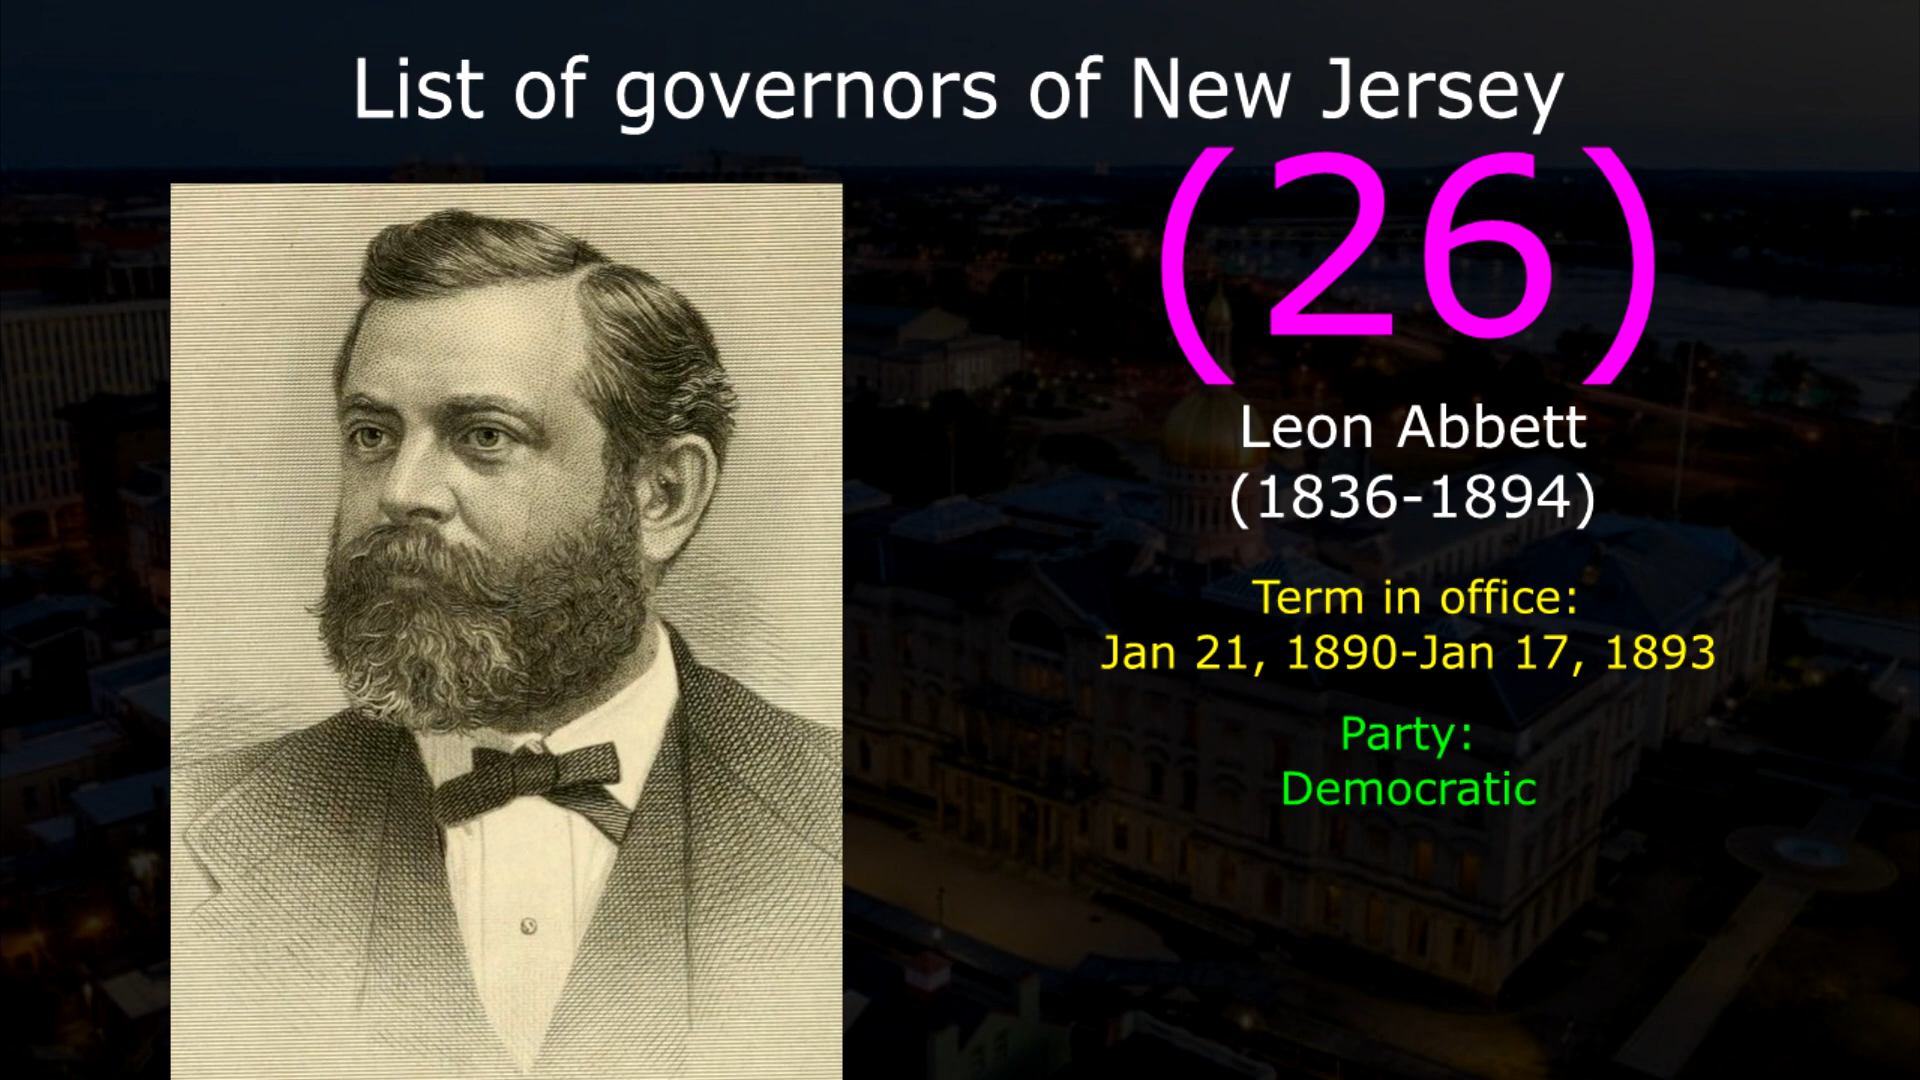 List of governors of New Jersey
(26)
Leon Abbett
(1836-1894)
Term in office:
Jan 21, 1890-Jan 17, 1893
Party:
Democratic